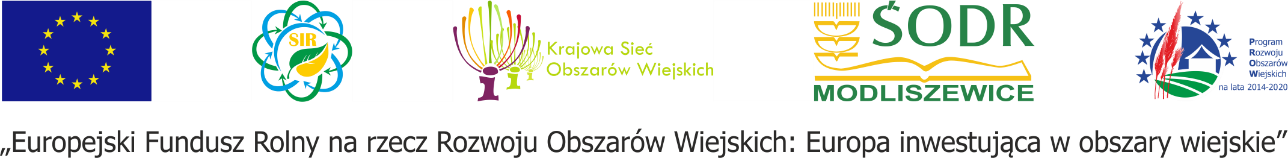 SIR
Krajowa Sieć
Obszarów Wiejskich
ŚODR
MODLISZEWICE
Program
Rozwoju
Obszarów
Wiejskich
na lata 2014-2020
„Europejski Fundusz Rolny na rzecz Rozwoju Obszarów Wiejskich: Europa inwestująca w obszary wiejskie”